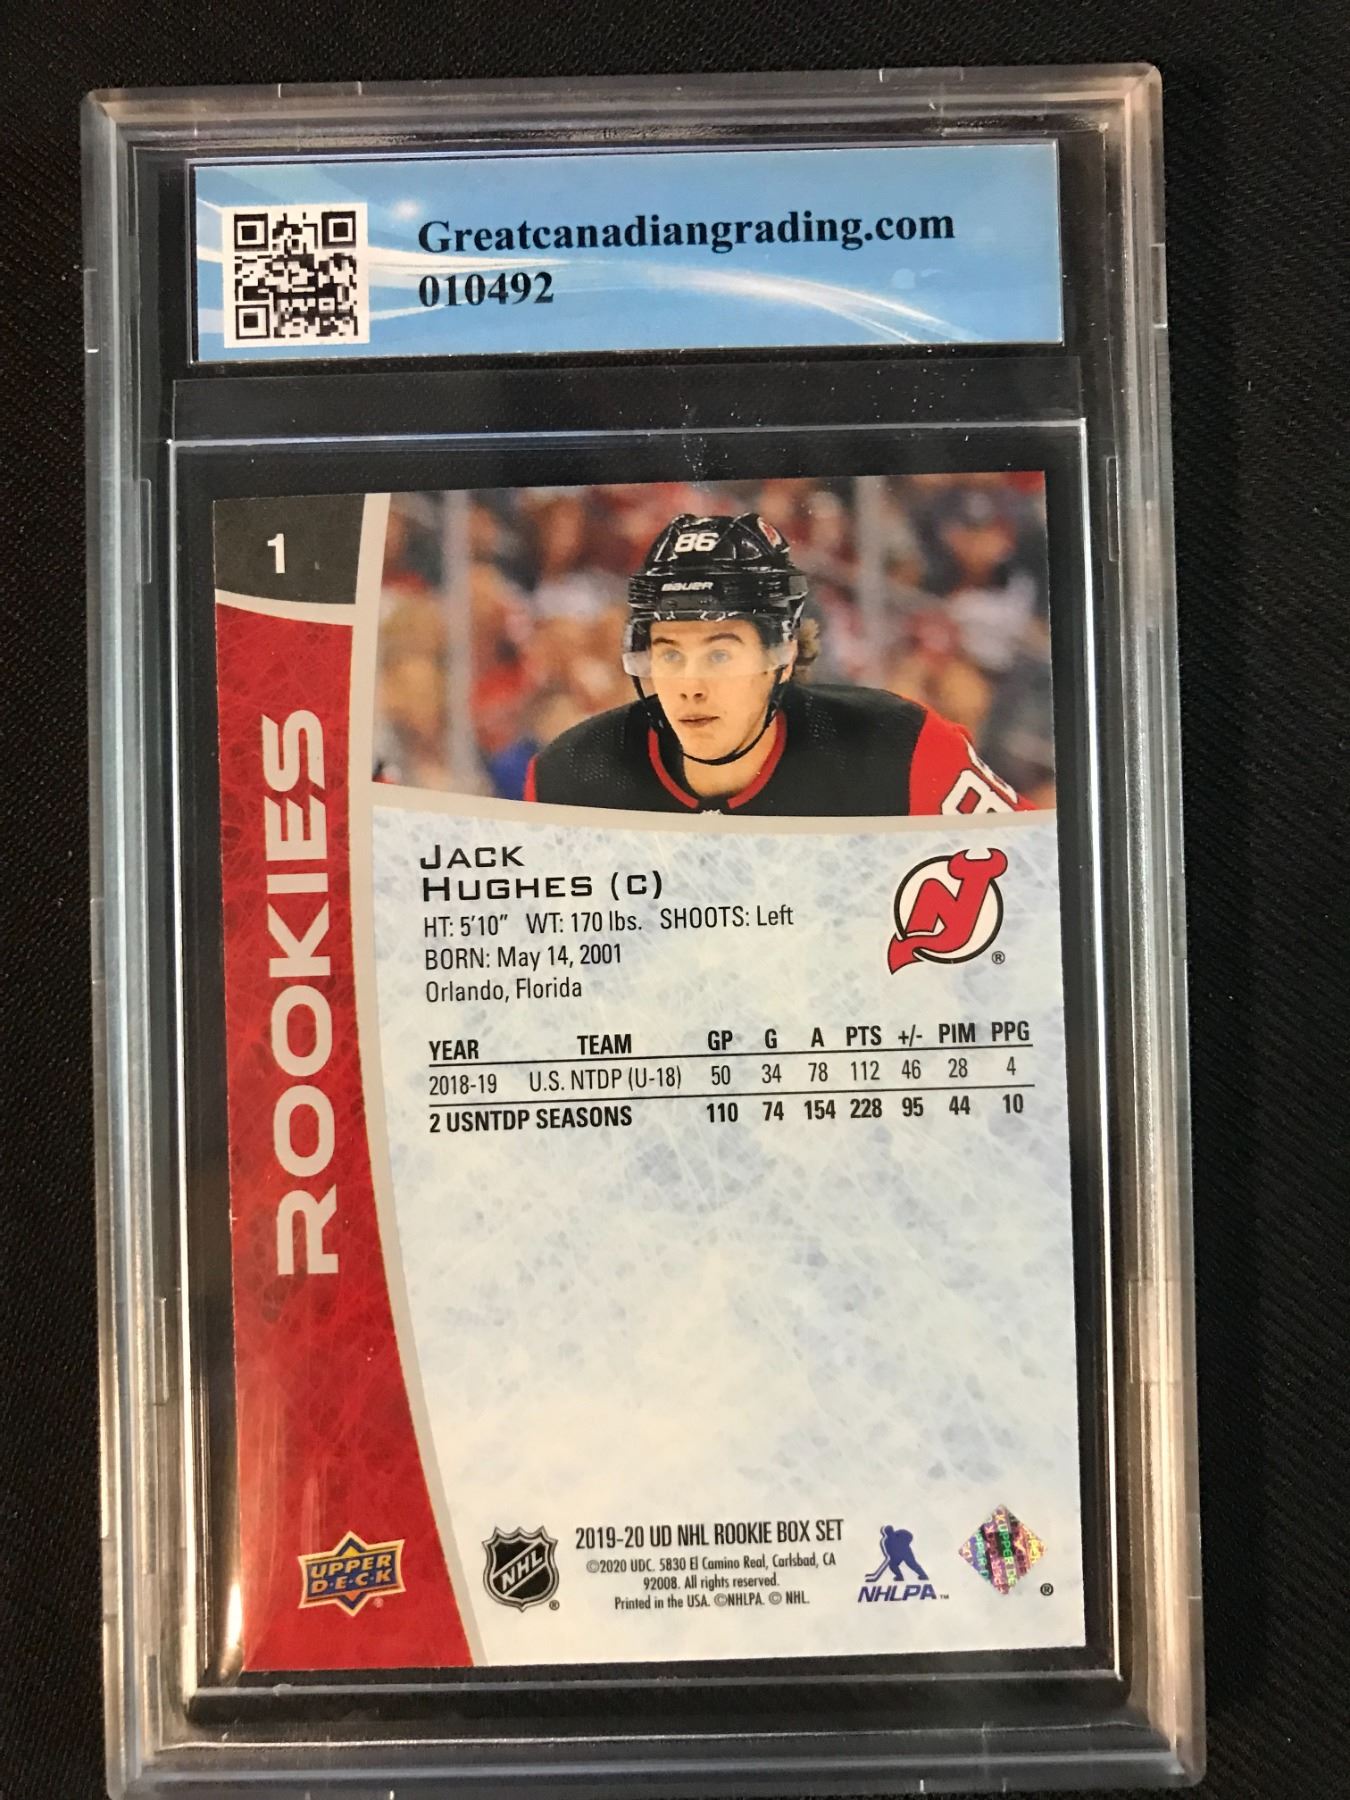 Greatcanadiangrading.com
010492
1
86
BAUER
ROOKIES
JACK
HUGHES (C)
HT: 5'10" WT: 170 lbs. SHOOTS: Left
BORN: May 14, 2001
Orlando, Florida
YEAR TEAM GP G A PTS +/- PIM PPG
2018-19 U.S. NTDP (U-18) 50 34 78 112 46 28 4
2 USNTDP SEASONS 110 74 154 228 95 44 10
UPPER
D·E·C·K
NHL
2019-20 UD NHL ROOKIE BOX SET
©2020 UDC. 5830 El Camino Real, Carlsbad, CA
92008. All rights reserved.
Printed in the USA. ©NHLPA. © NHL.
NHLPA™
®